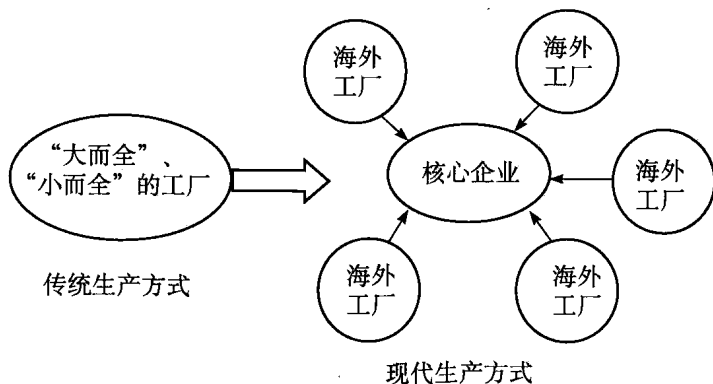 “大而全”、
“小而全”的工厂
传统生产方式
海外
工厂
海外
工厂
核心企业
海外
工厂
海外
工厂
海外
工厂
现代生产方式